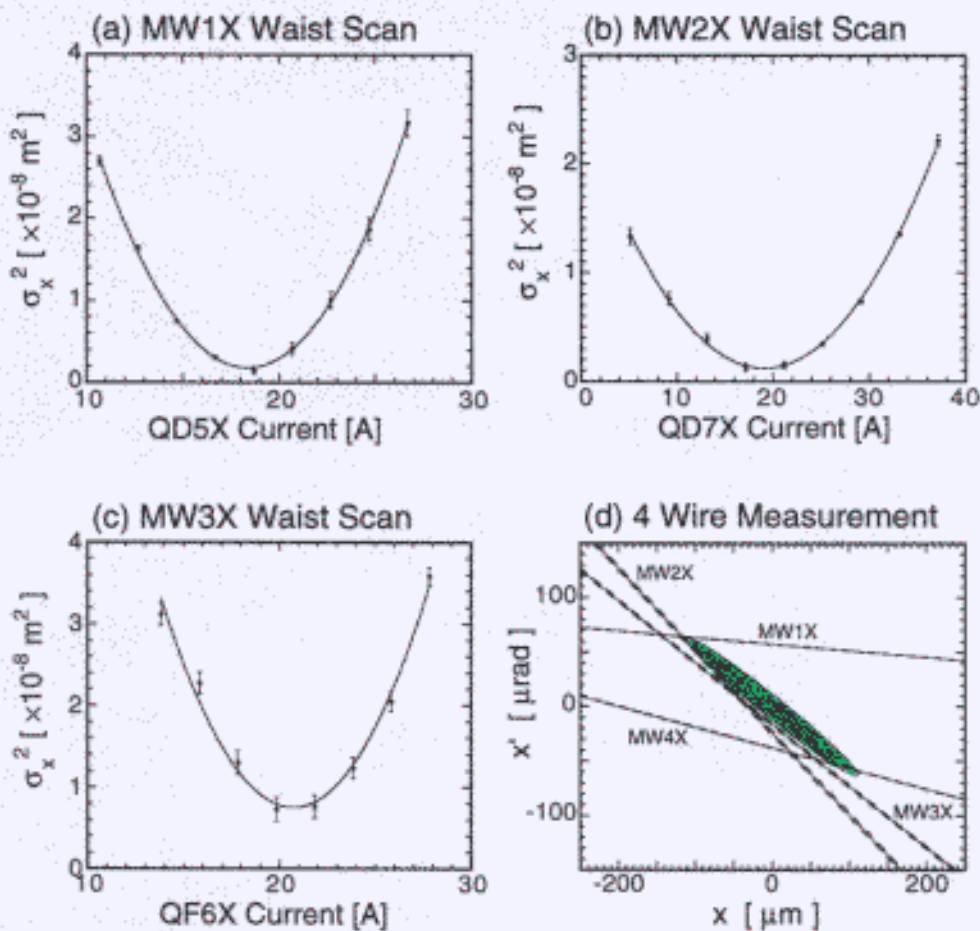 (a) MW1X Waist Scan
σx² [ ×10⁻⁸ m² ]
4
3
2
1
0
10
20
30
QD5X Current [A]
(b) MW2X Waist Scan
σx² [ ×10⁻⁸ m² ]
3
2
1
0
0
10
20
30
40
QD7X Current [A]
(c) MW3X Waist Scan
σx² [ ×10⁻⁸ m² ]
4
3
2
1
0
10
20
30
QF6X Current [A]
(d) 4 Wire Measurement
x' [ μrad ]
100
0
-100
MW2X
MW1X
MW4X
MW3X
-200
0
200
x [ μm ]